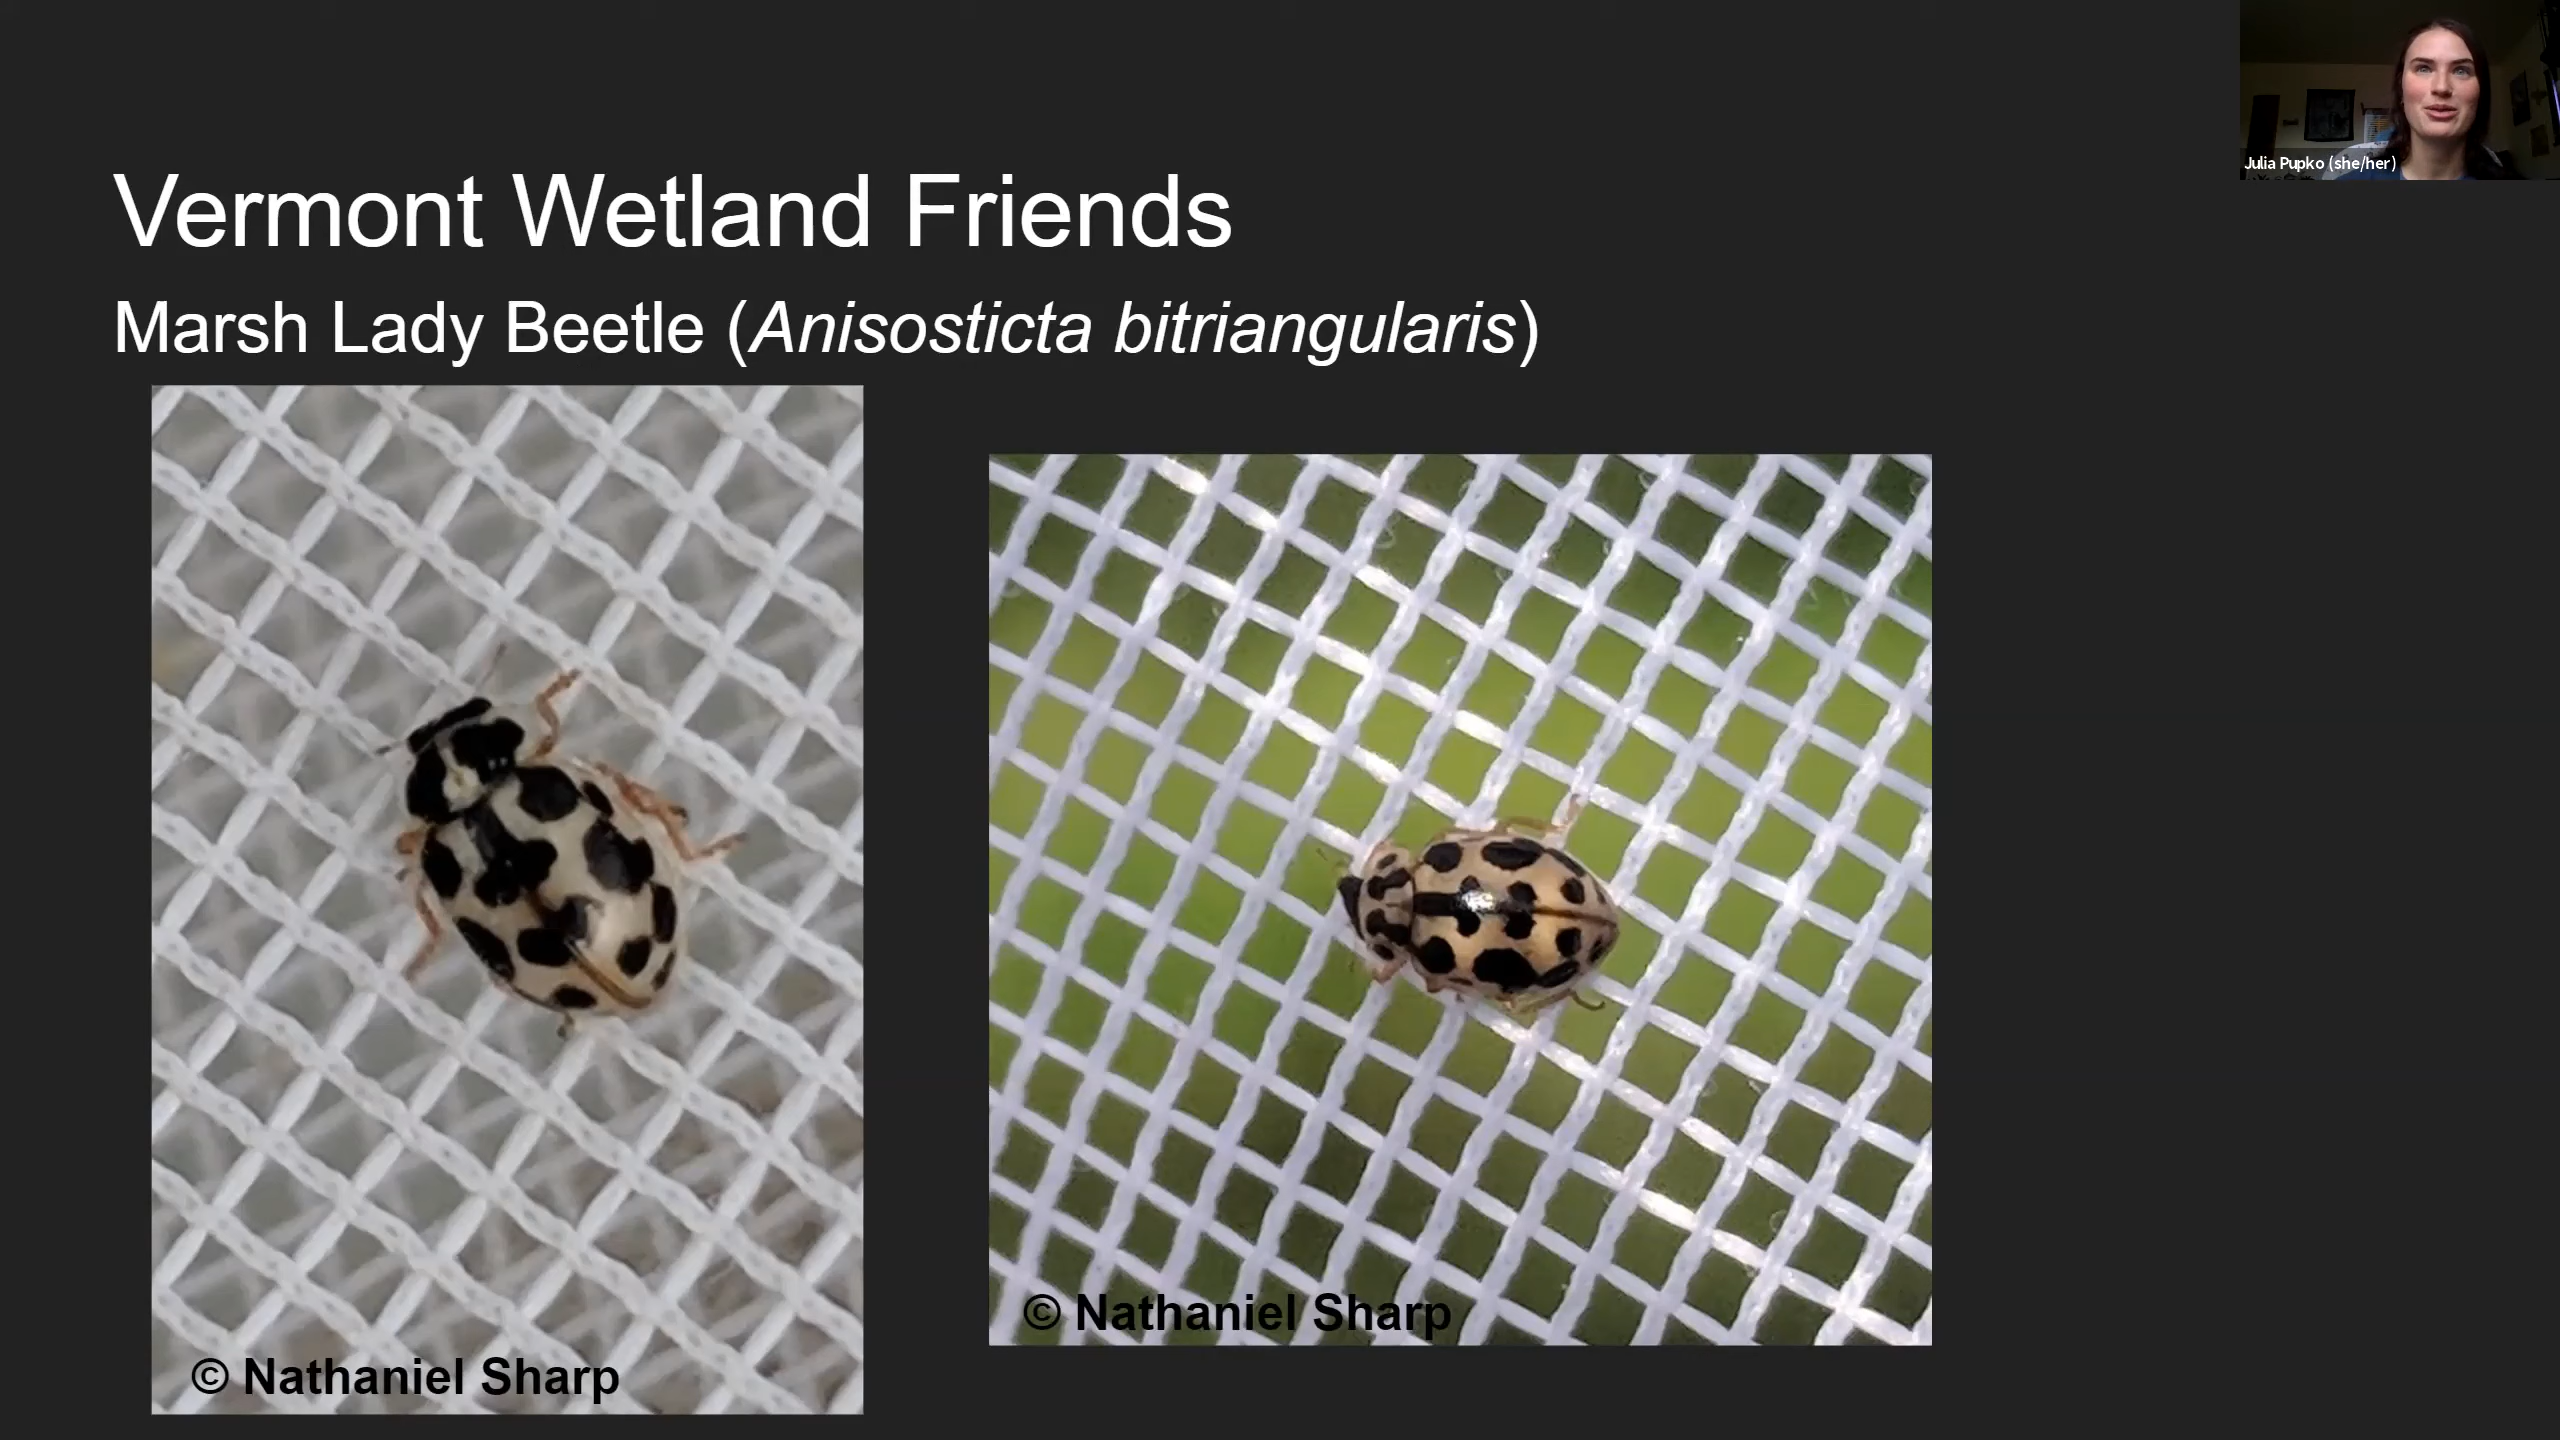 Julia Pupko (she/her)
Vermont Wetland Friends
Marsh Lady Beetle (Anisosticta bitriangularis)
© Nathaniel Sharp
© Nathaniel Sharp